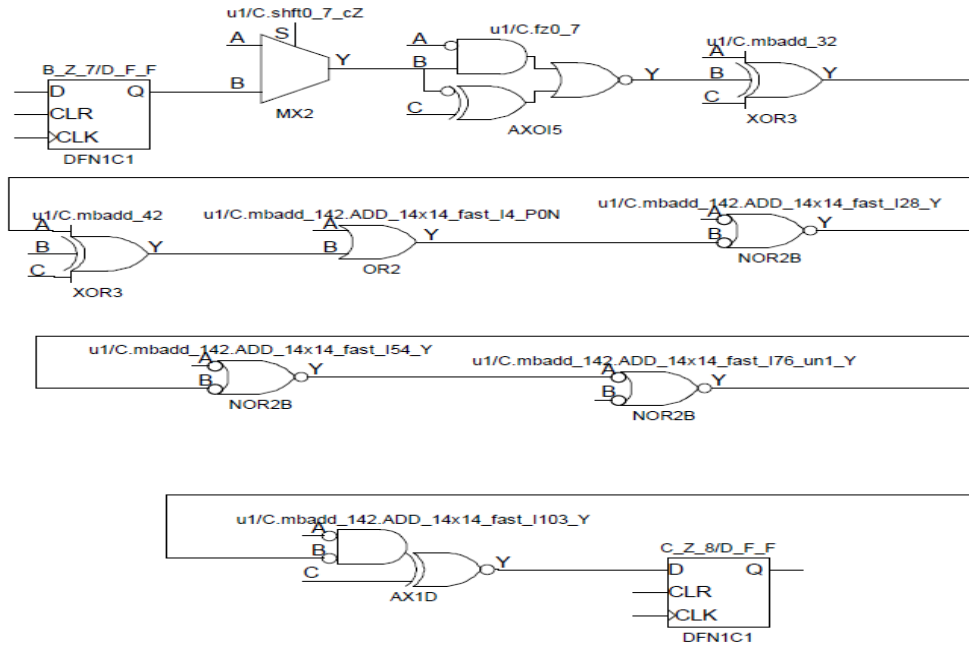 u1/C.shft0_7_cZ
u1/C.fz0_7
u1/C.mbadd_32
A
S
Y
B
MX2
B_Z_7/D_F_F
D
Q
CLR
CLK
DFN1C1
A
B
C
Y
AXOI5
A
B
C
Y
XOR3
u1/C.mbadd_42
A
B
C
Y
XOR3
u1/C.mbadd_142.ADD_14x14_fast_I4_P0N
A
B
Y
OR2
u1/C.mbadd_142.ADD_14x14_fast_I28_Y
A
B
Y
NOR2B
u1/C.mbadd_142.ADD_14x14_fast_I54_Y
A
B
Y
NOR2B
u1/C.mbadd_142.ADD_14x14_fast_I76_un1_Y
A
B
Y
NOR2B
u1/C.mbadd_142.ADD_14x14_fast_I103_Y
A
B
C
Y
AX1D
C_Z_8/D_F_F
D
Q
CLR
CLK
DFN1C1